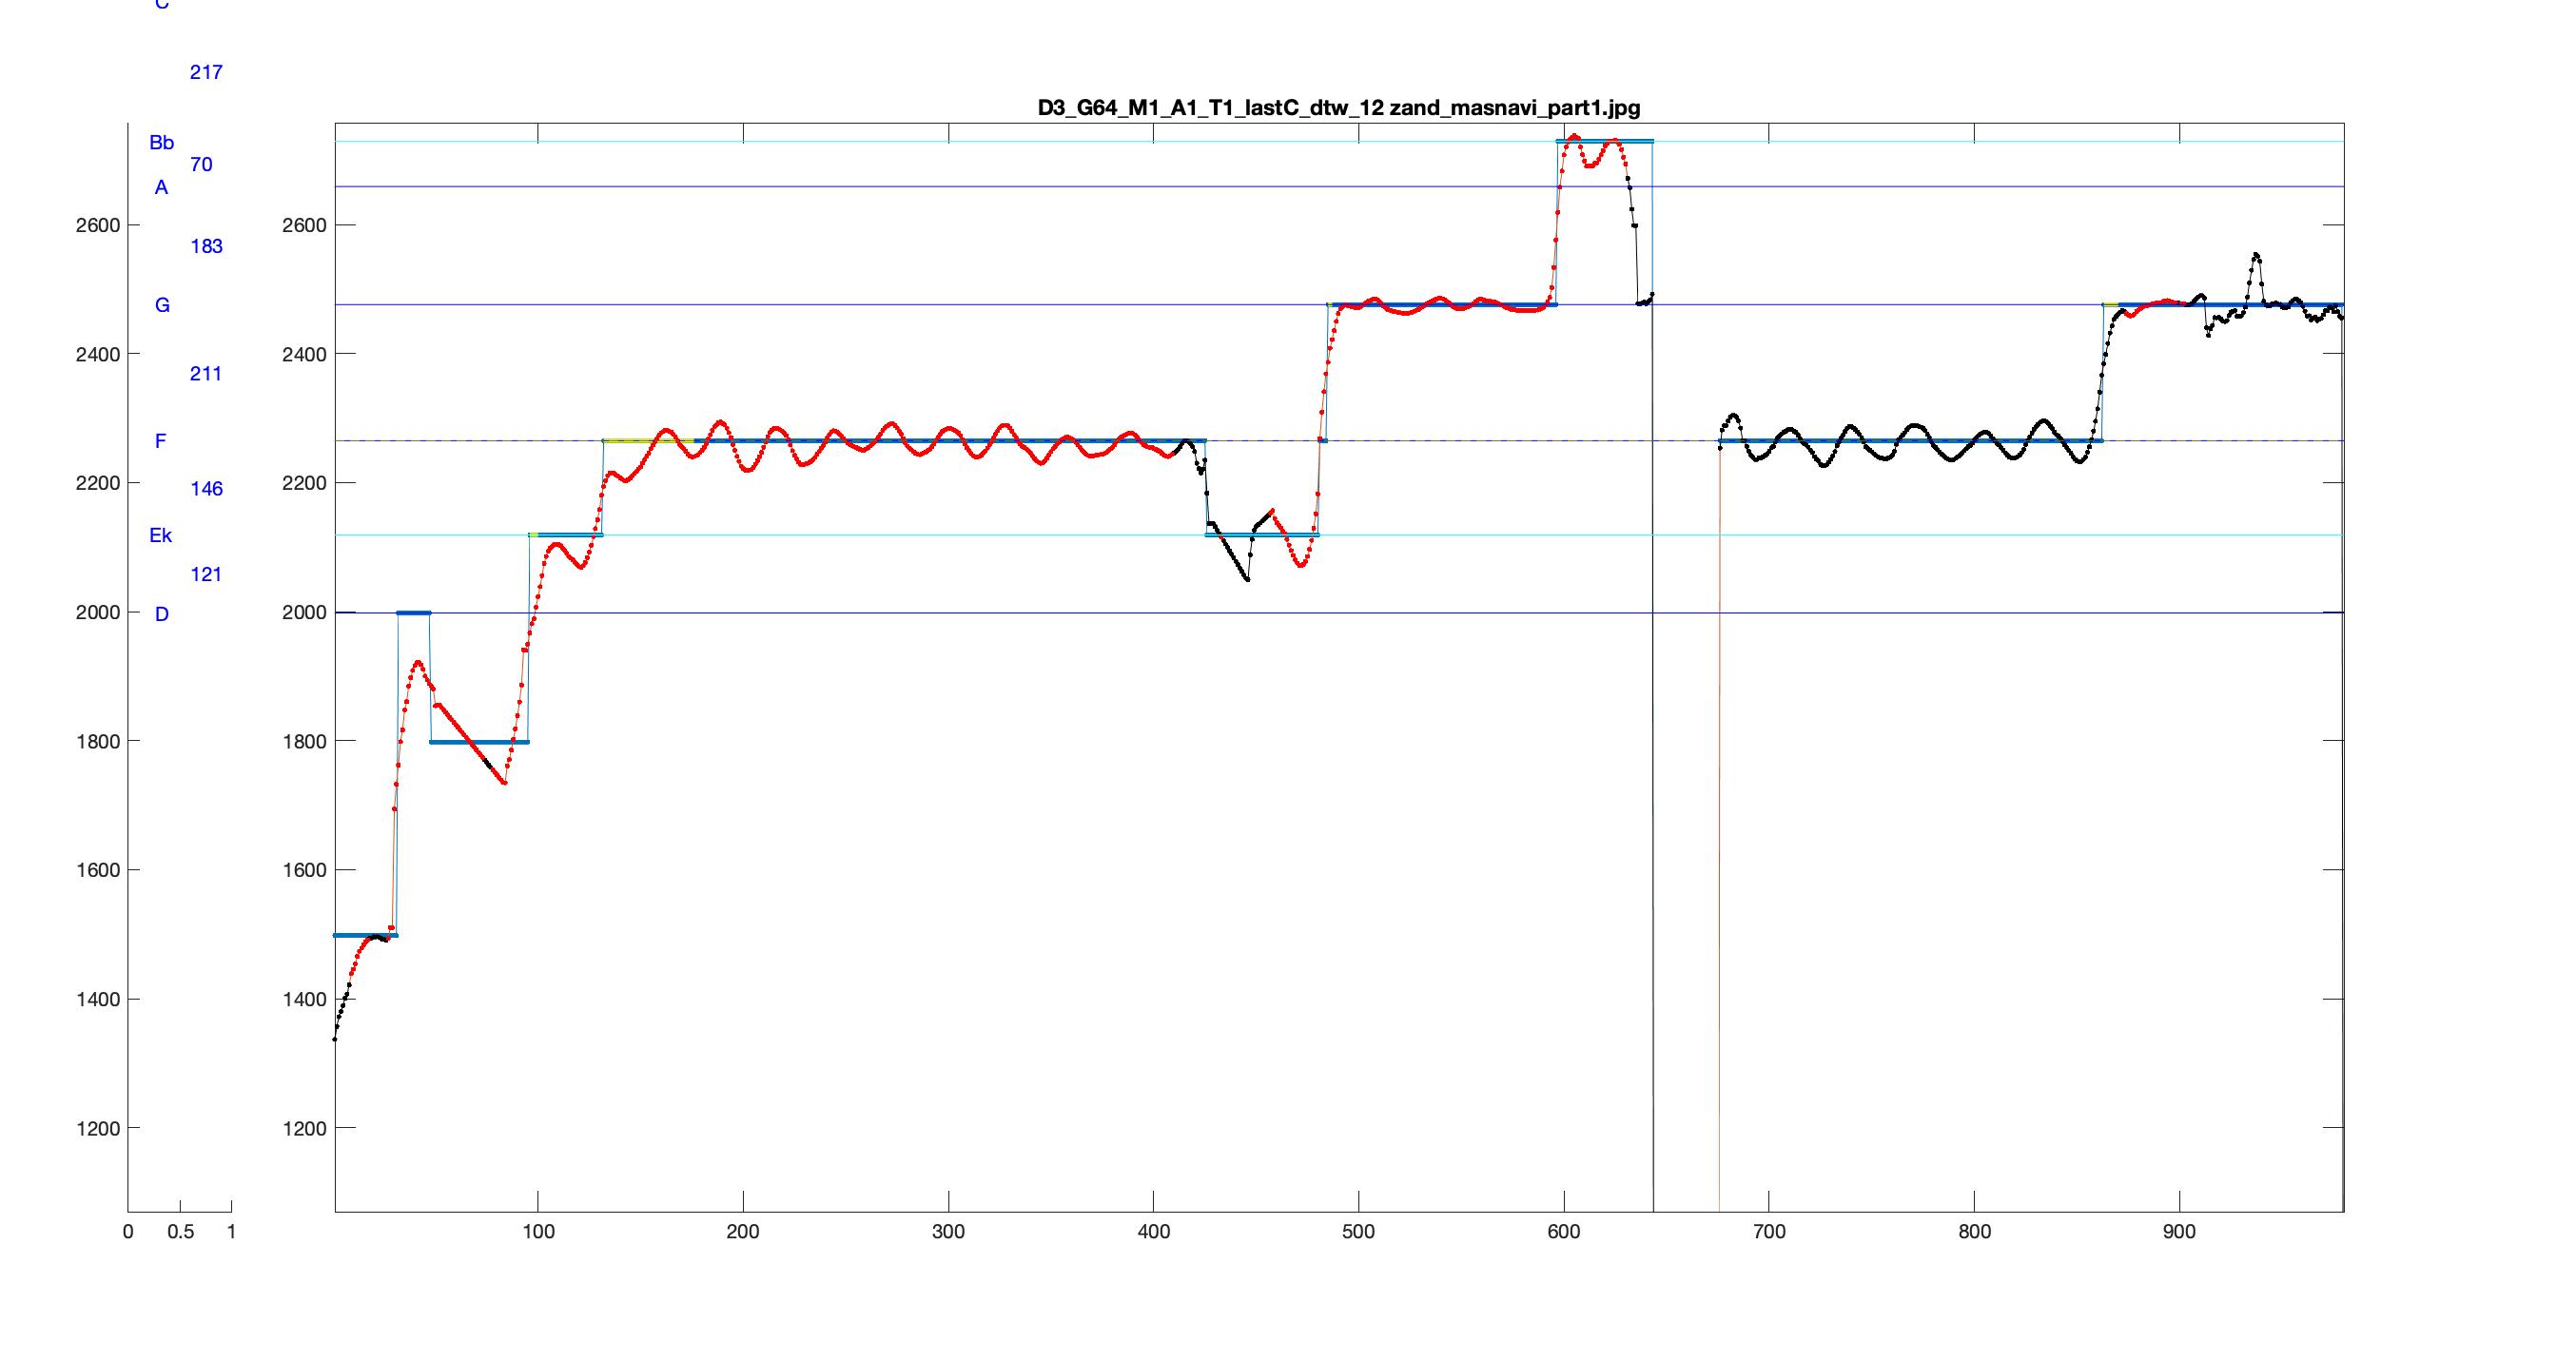 C
217
D3_G64_M1_A1_T1_lastC_dtw_12 zand_masnavi_part1.jpg
Bb
70
A
2600 2600
183
G
2400 2400
211
F
2200 2200
146
Ek
121
2000 D 2000
1800 1800
1600 1600
1400 1400
1200 1200
0 0.5 1 100 200 300 400 500 600 700 800 900